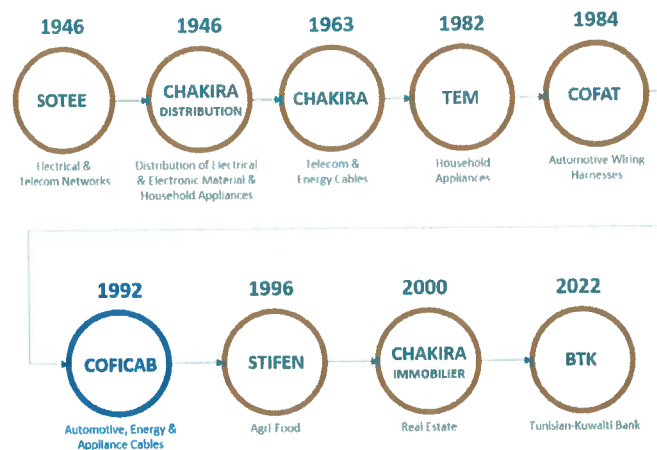 1946
1946
1963
1982
1984
SOTEE
CHAKIRA
DISTRIBUTION
CHAKIRA
TEM
COFAT
Electrical &
Telecom Networks
Distribution of Electrical
& Electronic Material &
Household Appliances
Telecom &
Energy Cables
Household
Appliances
Automotive Wiring
Harnesses
1992
1996
2000
2022
COFICAB
STIFEN
CHAKIRA
IMMOBILIER
BTK
Automotive, Energy &
Appliance Cables
Agri Food
Real Estate
Tunisian-Kuwaiti Bank